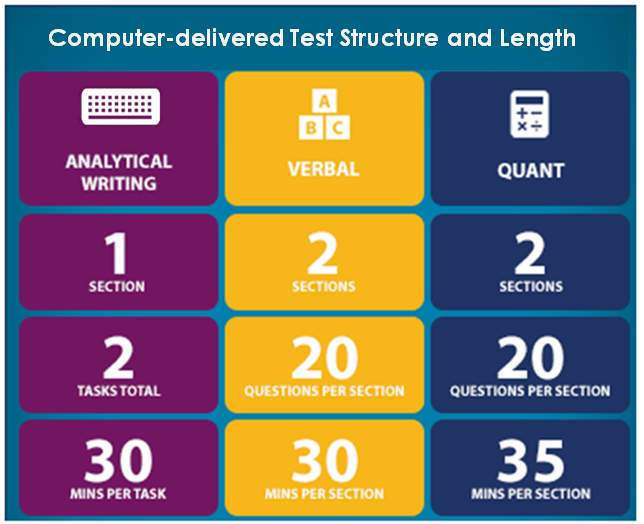 Computer-delivered Test Structure and Length
ANALYTICAL
WRITING
A
B C
VERBAL
+ −
× ÷
QUANT
1
SECTION
2
SECTIONS
2
SECTIONS
2
TASKS TOTAL
20
QUESTIONS PER SECTION
20
QUESTIONS PER SECTION
30
MINS PER TASK
30
MINS PER SECTION
35
MINS PER SECTION